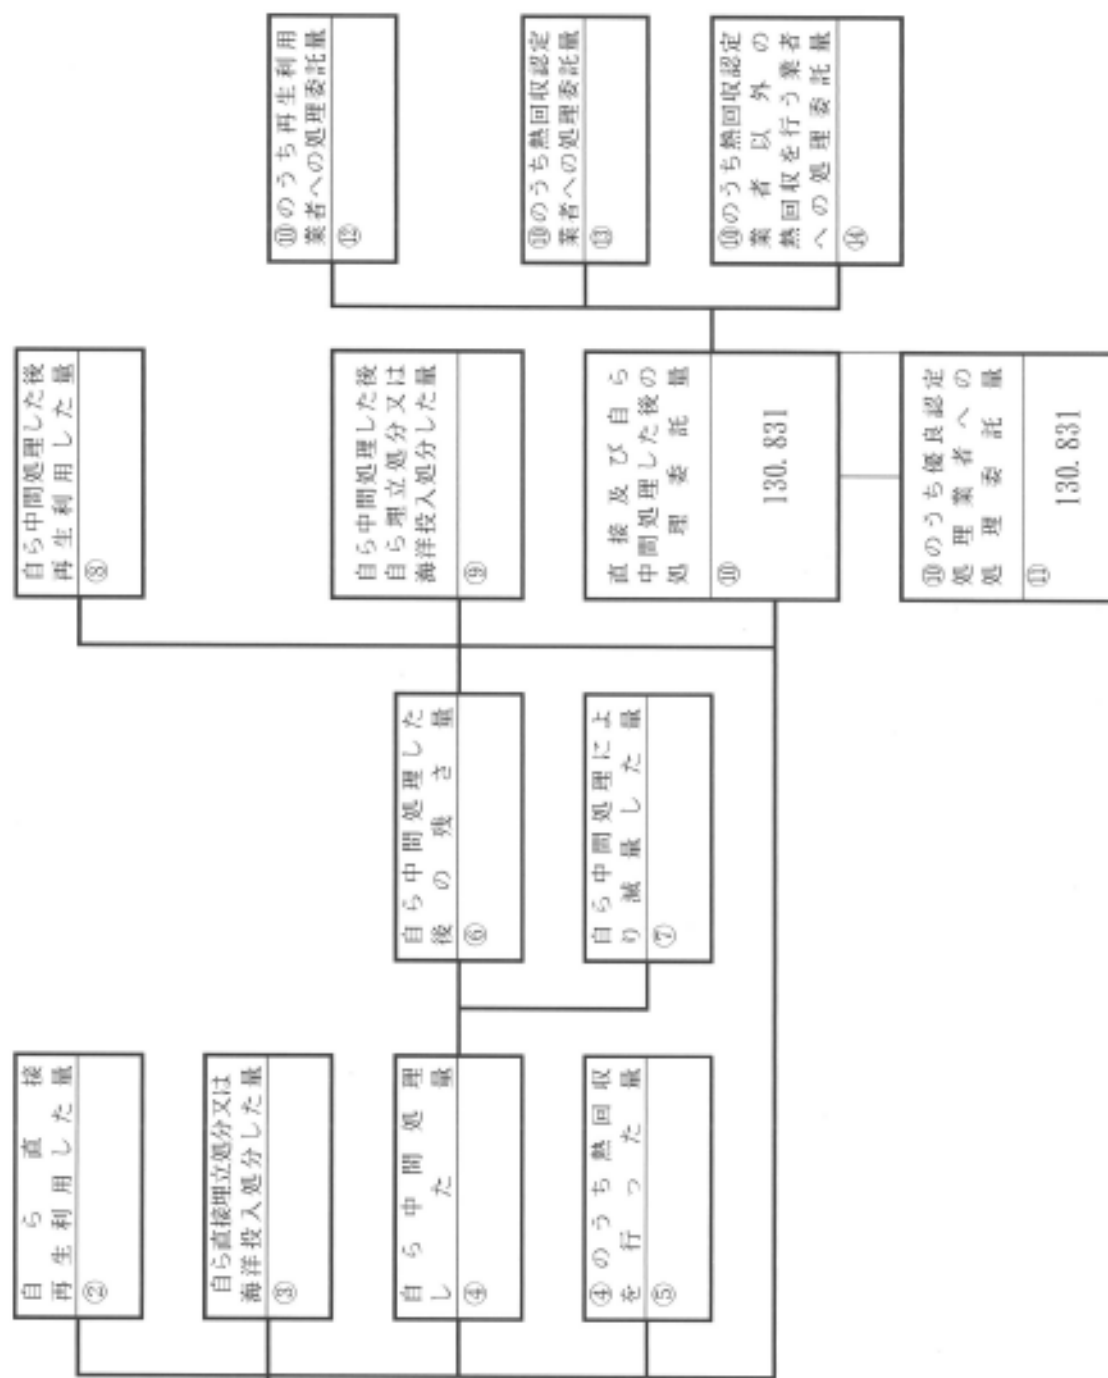 自ら直接
再生利用した量
②
自ら直接埋立処分又は
海洋投入処分した量
③
自ら中間処理
した量
④
④のうち熱回収
を行った量
⑤
自ら中間処理した
後の残さ量
⑥
自ら中間処理によ
り減量した量
⑦
自ら中間処理した後
再生利用した量
⑧
自ら中間処理した後
自ら埋立処分又は
海洋投入処分した量
⑨
直接及び自ら
中間処理した後の
処理委託量
⑩
130.831
⑩のうち優良認定
処理業者への
処理委託量
⑪
130.831
⑩のうち再生利用
業者への処理委託量
⑫
⑩のうち熱回収認定
業者への処理委託量
⑬
⑩のうち熱回収認定
業者以外の
熱回収を行う業者
への処理委託量
⑭